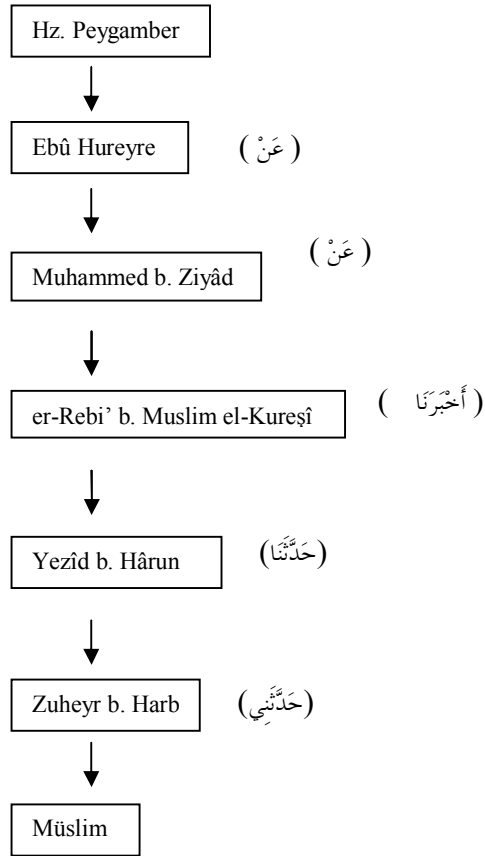 Hz. Peygamber
Ebû Hureyre ( عَنْ )
Muhammed b. Ziyâd ( عَنْ )
er-Rebi’ b. Muslim el-Kureşî ( أَخْبَرَنَا )
Yezîd b. Hârun (حَدَّثَنَا)
Zuheyr b. Harb (حَدَّثَنِي)
Müslim